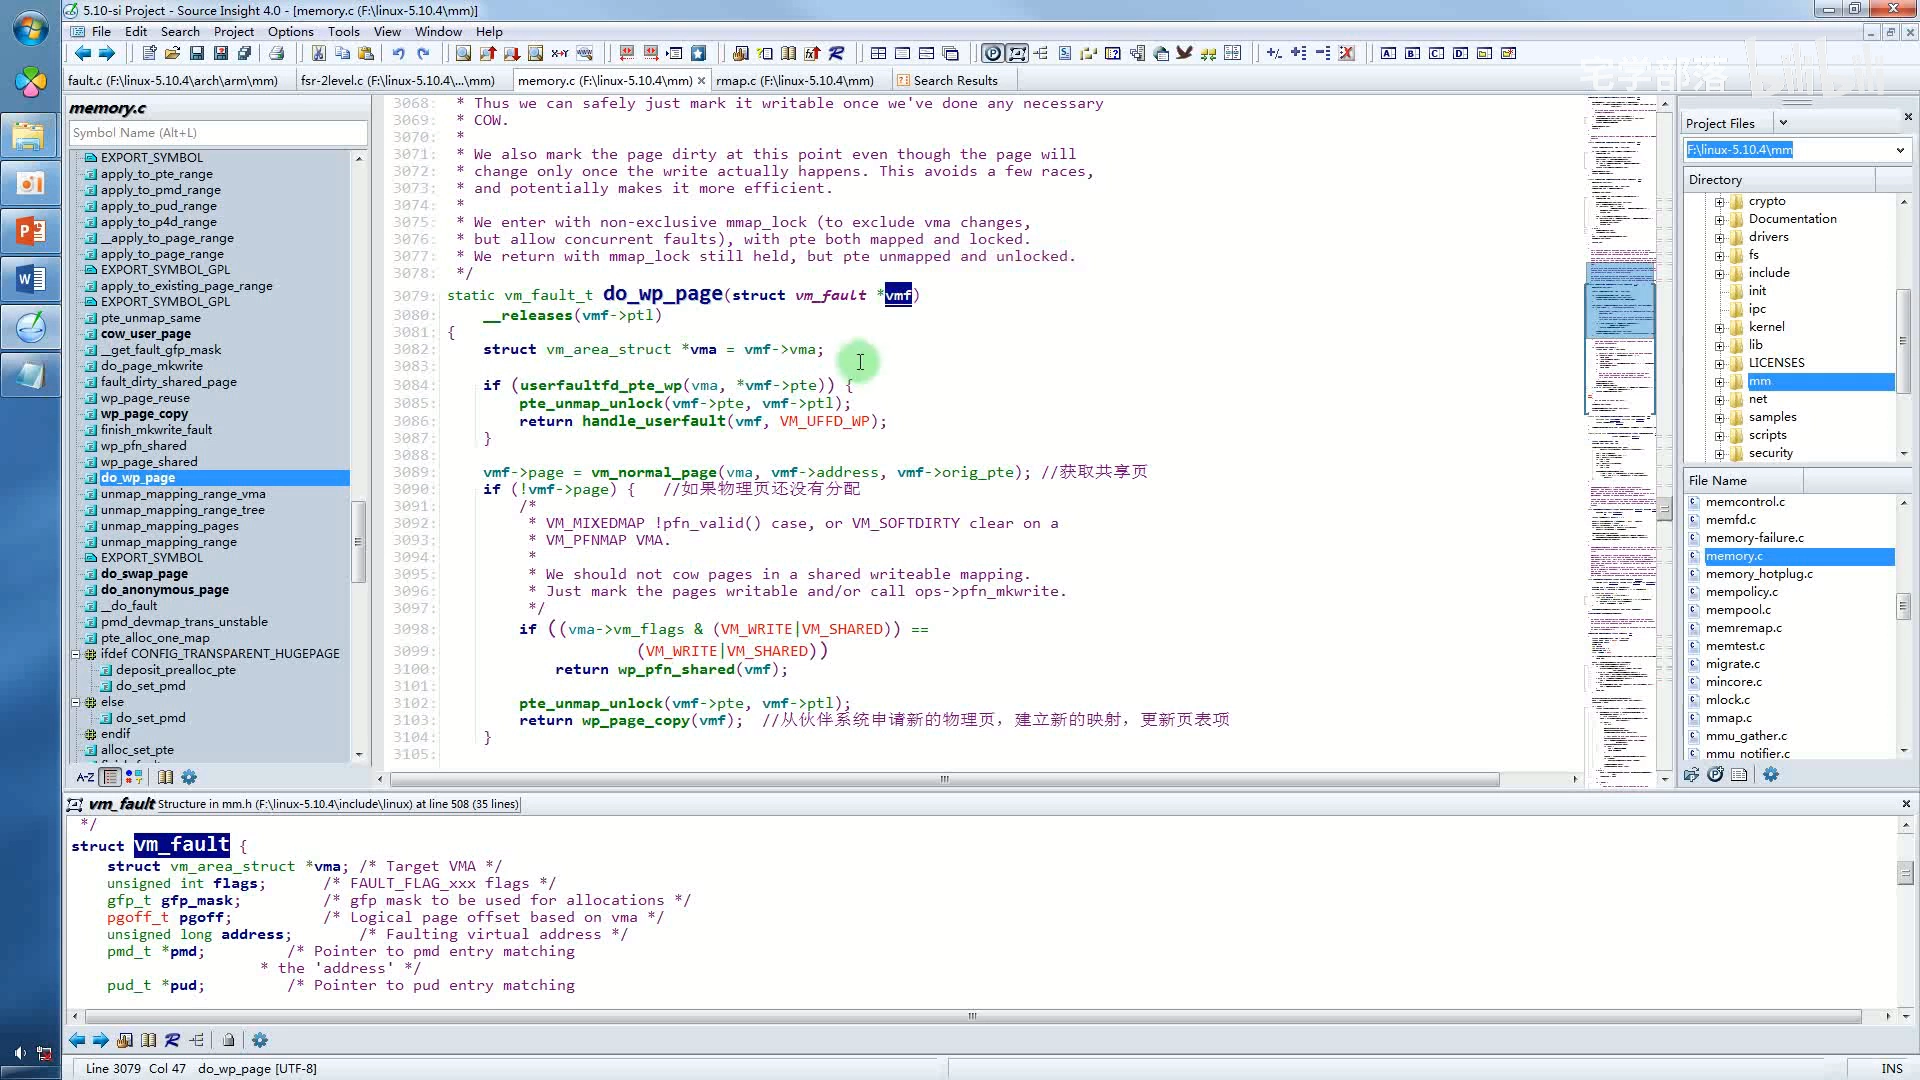 5.10-si Project - Source Insight 4.0 - [memory.c (F:\linux-5.10.4\mm)]
File Edit Search Project Options Tools View Window Help
fault.c (F:\linux-5.10.4\arch\arm\mm) fsr-2level.c (F:\linux-5.10.4\...\mm) memory.c (F:\linux-5.10.4\mm) rmap.c (F:\linux-5.10.4\mm) Search Results
宅学部落 bilibili
memory.c
Symbol Name (Alt+L)
EXPORT_SYMBOL
apply_to_pte_range
apply_to_pmd_range
apply_to_pud_range
apply_to_p4d_range
__apply_to_page_range
apply_to_page_range
EXPORT_SYMBOL_GPL
apply_to_existing_page_range
EXPORT_SYMBOL_GPL
pte_unmap_same
cow_user_page
__get_fault_gfp_mask
do_page_mkwrite
fault_dirty_shared_page
wp_page_reuse
wp_page_copy
finish_mkwrite_fault
wp_pfn_shared
wp_page_shared
do_wp_page
unmap_mapping_range_vma
unmap_mapping_range_tree
unmap_mapping_pages
unmap_mapping_range
EXPORT_SYMBOL
do_swap_page
do_anonymous_page
__do_fault
pmd_devmap_trans_unstable
pte_alloc_one_map
ifdef CONFIG_TRANSPARENT_HUGEPAGE
deposit_prealloc_pte
do_set_pmd
else
do_set_pmd
endif
alloc_set_pte
A-Z
3068: * Thus we can safely just mark it writable once we've done any necessary
3069: * COW.
3070: *
3071: * We also mark the page dirty at this point even though the page will
3072: * change only once the write actually happens. This avoids a few races,
3073: * and potentially makes it more efficient.
3074: *
3075: * We enter with non-exclusive mmap_lock (to exclude vma changes,
3076: * but allow concurrent faults), with pte both mapped and locked.
3077: * We return with mmap_lock still held, but pte unmapped and unlocked.
3078: */
3079: static vm_fault_t do_wp_page(struct vm_fault *vmf)
3080: __releases(vmf->ptl)
3081: {
3082: struct vm_area_struct *vma = vmf->vma;
3083:
3084: if (userfaultfd_pte_wp(vma, *vmf->pte)) {
3085: pte_unmap_unlock(vmf->pte, vmf->ptl);
3086: return handle_userfault(vmf, VM_UFFD_WP);
3087: }
3088:
3089: vmf->page = vm_normal_page(vma, vmf->address, vmf->orig_pte); //获取共享页
3090: if (!vmf->page) { //如果物理页还没有分配
3091: /*
3092: * VM_MIXEDMAP !pfn_valid() case, or VM_SOFTDIRTY clear on a
3093: * VM_PFNMAP VMA.
3094: *
3095: * We should not cow pages in a shared writeable mapping.
3096: * Just mark the pages writable and/or call ops->pfn_mkwrite.
3097: */
3098: if ((vma->vm_flags & (VM_WRITE|VM_SHARED)) ==
3099: (VM_WRITE|VM_SHARED))
3100: return wp_pfn_shared(vmf);
3101:
3102: pte_unmap_unlock(vmf->pte, vmf->ptl);
3103: return wp_page_copy(vmf); //从伙伴系统申请新的物理页，建立新的映射，更新页表项
3104: }
3105:
Project Files
F:\linux-5.10.4\mm
Directory
crypto
Documentation
drivers
fs
include
init
ipc
kernel
lib
LICENSES
mm
net
samples
scripts
security
File Name
memcontrol.c
memfd.c
memory-failure.c
memory.c
memory_hotplug.c
mempolicy.c
mempool.c
memremap.c
memtest.c
migrate.c
mincore.c
mlock.c
mmap.c
mmu_gather.c
mmu_notifier.c
vm_fault Structure in mm.h (F:\linux-5.10.4\include\linux) at line 508 (35 lines)
*/
struct vm_fault {
struct vm_area_struct *vma; /* Target VMA */
unsigned int flags; /* FAULT_FLAG_xxx flags */
gfp_t gfp_mask; /* gfp mask to be used for allocations */
pgoff_t pgoff; /* Logical page offset based on vma */
unsigned long address; /* Faulting virtual address */
pmd_t *pmd; /* Pointer to pmd entry matching
* the 'address' */
pud_t *pud; /* Pointer to pud entry matching
Line 3079 Col 47 do_wp_page [UTF-8]
INS